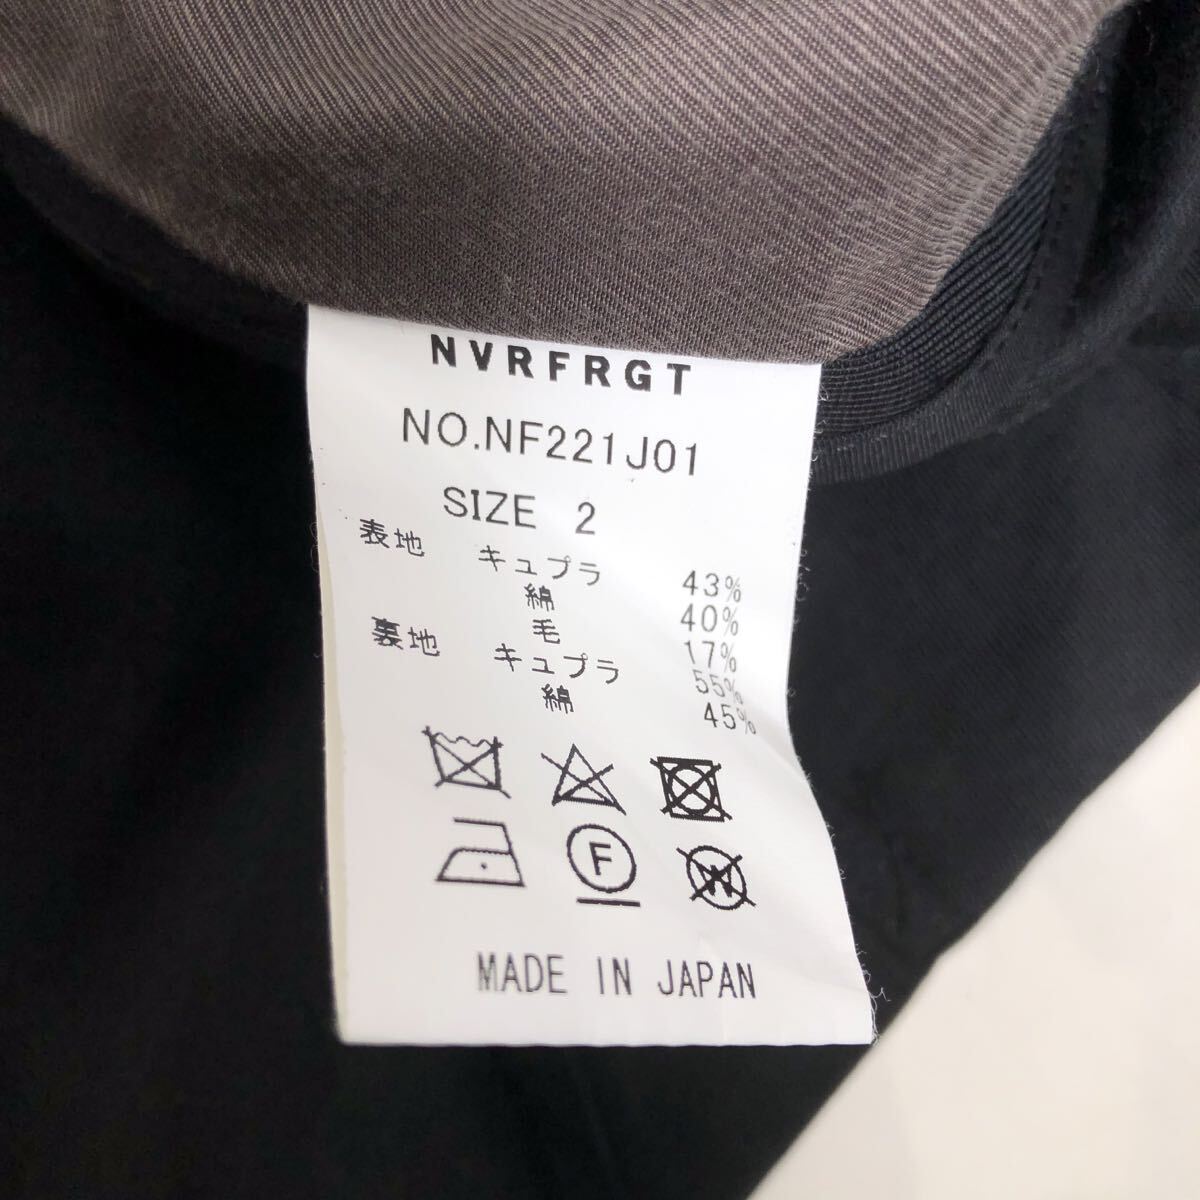 NVRFRGT
NO.NF221J01
SIZE 2
表地 キュプラ 43%
綿 40%
毛 17%
裏地 キュプラ 55%
綿 45%
F
W
MADE IN JAPAN